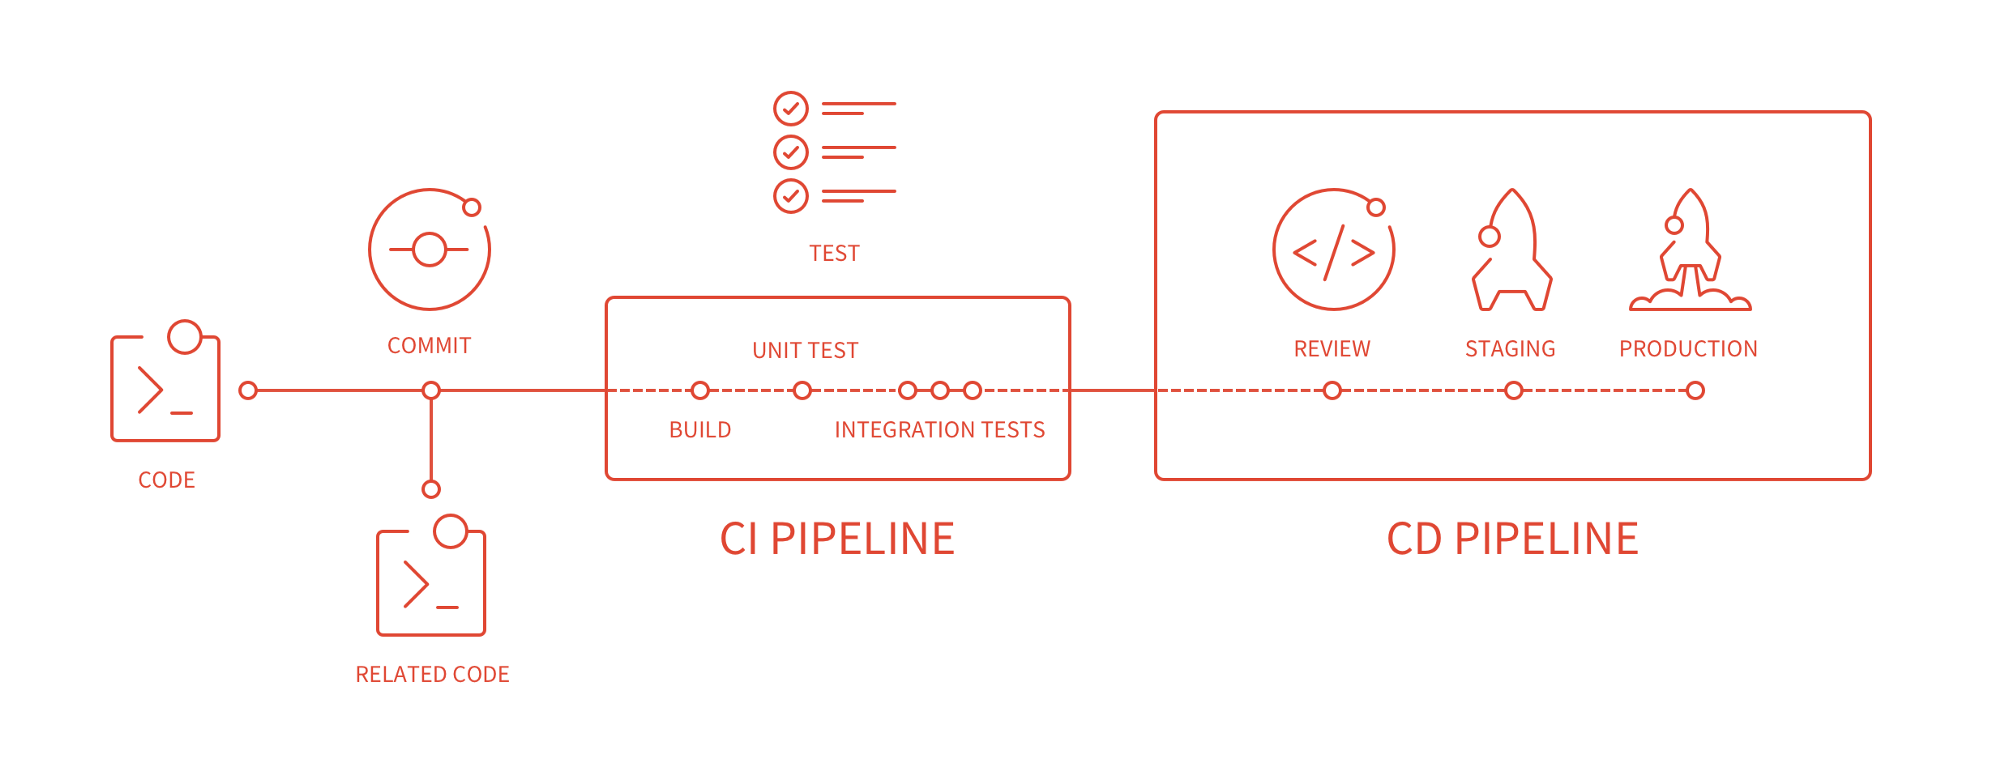 CODE
COMMIT
RELATED CODE
TEST
UNIT TEST
BUILD
INTEGRATION TESTS
CI PIPELINE
REVIEW
STAGING
PRODUCTION
CD PIPELINE